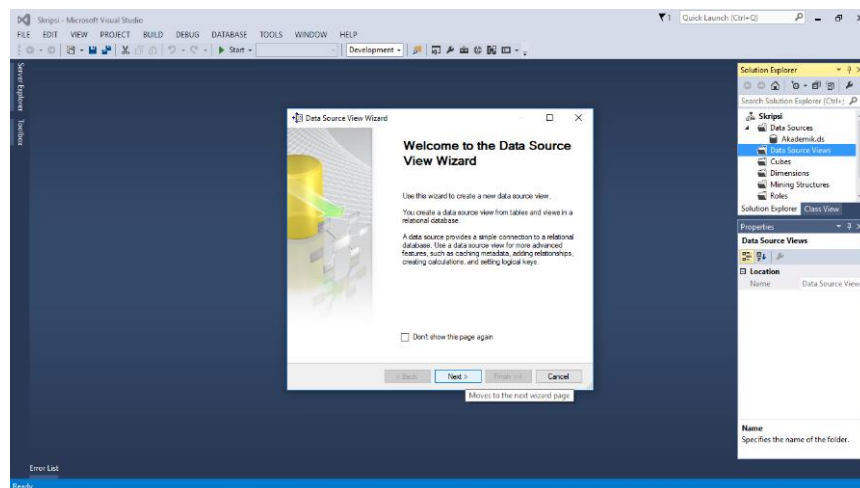 Skripsi - Microsoft Visual Studio
1
Quick Launch (Ctrl+Q)
FILE EDIT VIEW PROJECT BUILD DEBUG DATABASE TOOLS WINDOW HELP
Start
Development
Server Explorer
Toolbox
Data Source View Wizard
Welcome to the Data Source
View Wizard
Use this wizard to create a new data source view.
You create a data source view from tables and views in a
relational database.
A data source provides a simple connection to a relational
database. Use a data source view for more advanced
features, such as caching metadata, adding relationships,
creating calculations, and setting logical keys.
Don't show this page again
< Back Next > Finish >>| Cancel
Moves to the next wizard page
Solution Explorer
Search Solution Explorer (Ctrl+;)
Skripsi
Data Sources
Akademik.ds
Data Source Views
Cubes
Dimensions
Mining Structures
Roles
Solution Explorer Class View
Properties
Data Source Views
Location
Name Data Source View
Name
Specifies the name of the folder.
Error List
Ready